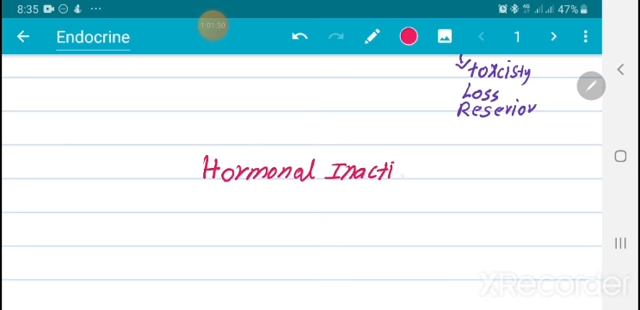 8:35
47%
1:01:30
Endocrine
1
toxcisty
Loss
Reserior
Hormonal Inacti
XRecorder